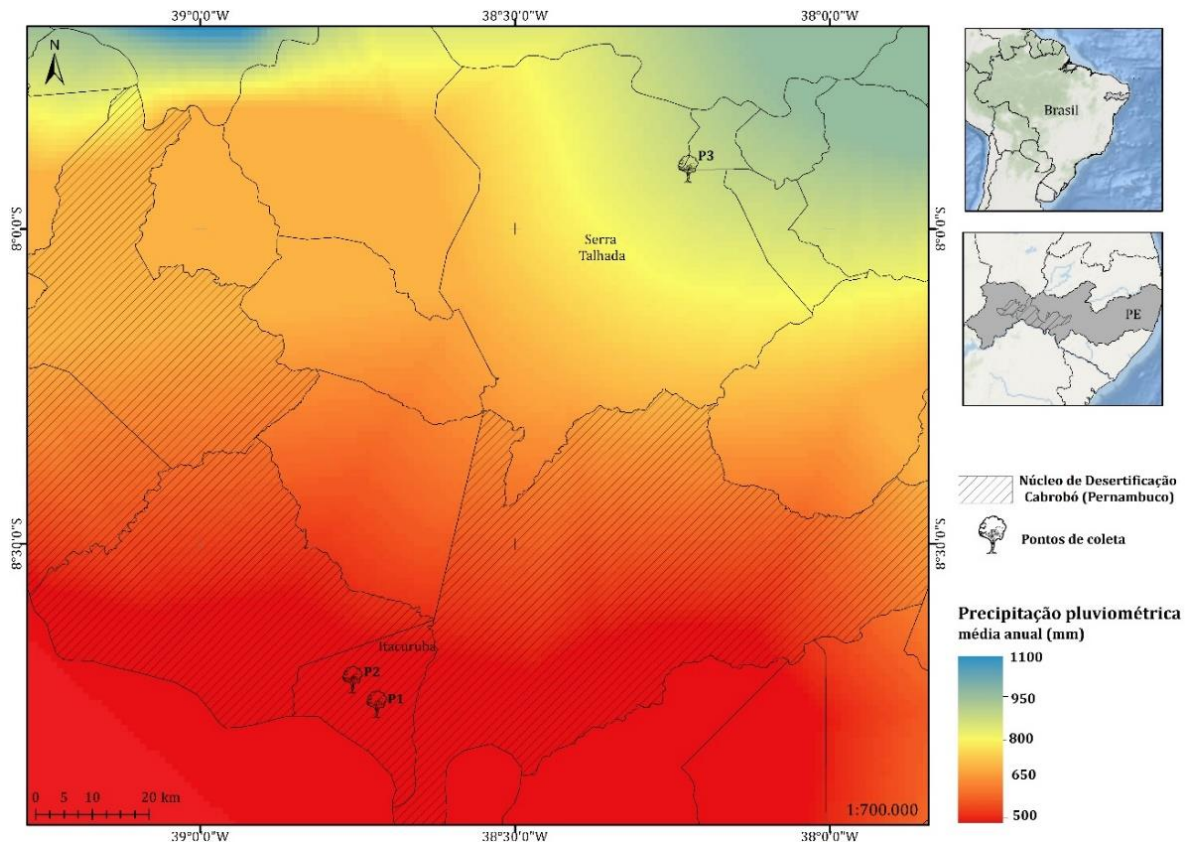 39°0'0"W
38°30'0"W
38°0'0"W
N
Brasil
P3
8°0'0"S
8°0'0"S
Serra
Talhada
PE
Núcleo de Desertificação
Cabrobó (Pernambuco)
Pontos de coleta
8°30'0"S
8°30'0"S
Precipitação pluviométrica
média anual (mm)
1100
950
800
650
500
Itacuruba
P2
P1
0 5 10 20 km
1:700.000
39°0'0"W
38°30'0"W
38°0'0"W